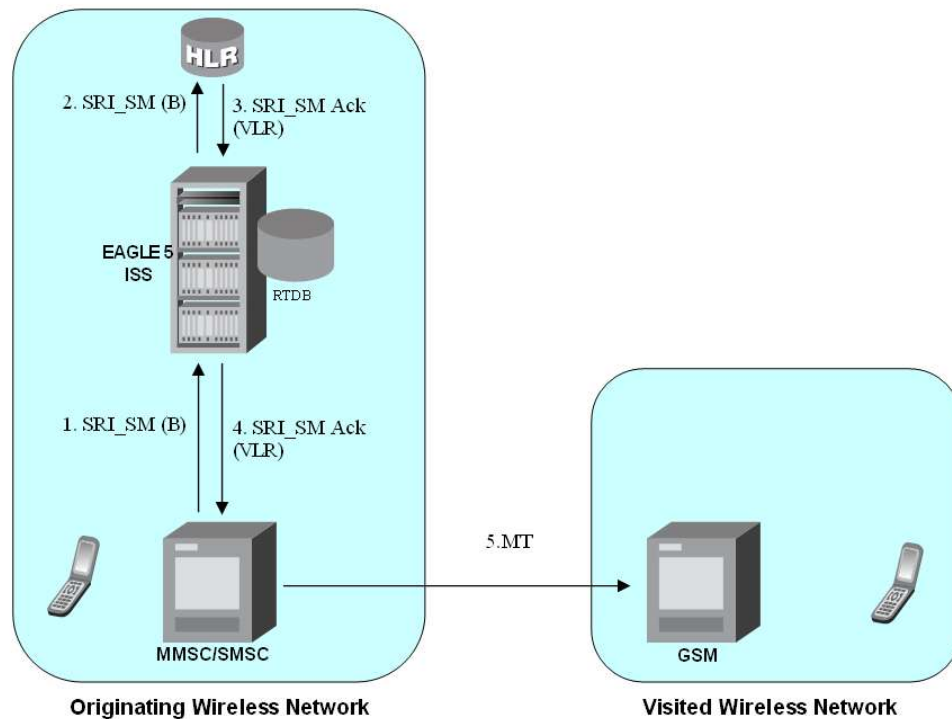 HLR
2. SRI_SM (B)
3. SRI_SM Ack
(VLR)
EAGLE 5
ISS
RTDB
1. SRI_SM (B)
4. SRI_SM Ack
(VLR)
5.MT
MMSC/SMSC
GSM
Originating Wireless Network
Visited Wireless Network